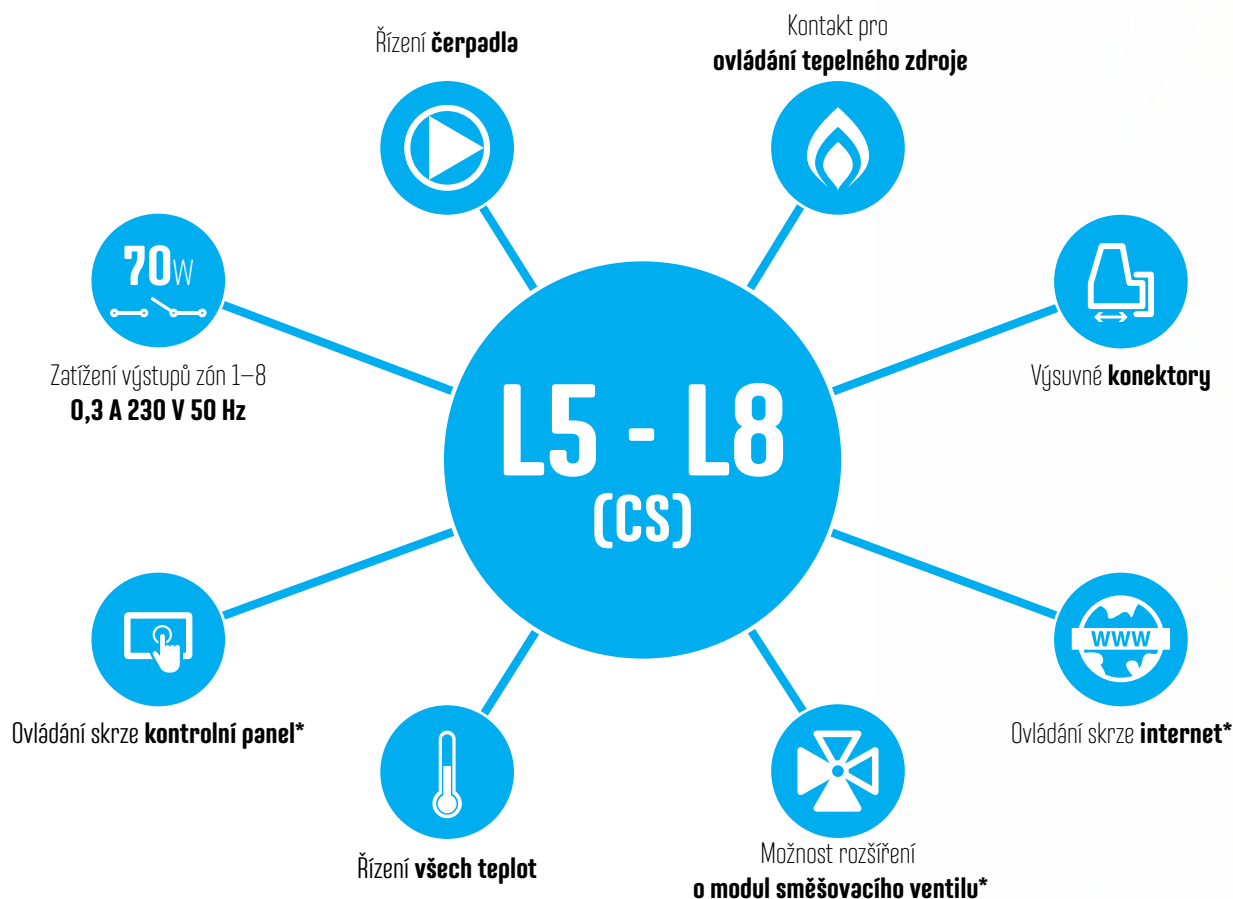 Řízení čerpadla
Kontakt pro
ovládání tepelného zdroje
70W
Zatížení výstupů zón 1–8
0,3 A 230 V 50 Hz
Výsuvné konektory
L5 - L8
(CS)
Ovládání skrze kontrolní panel*
WWW
Ovládání skrze internet*
Řízení všech teplot
Možnost rozšíření
o modul směšovacího ventilu*